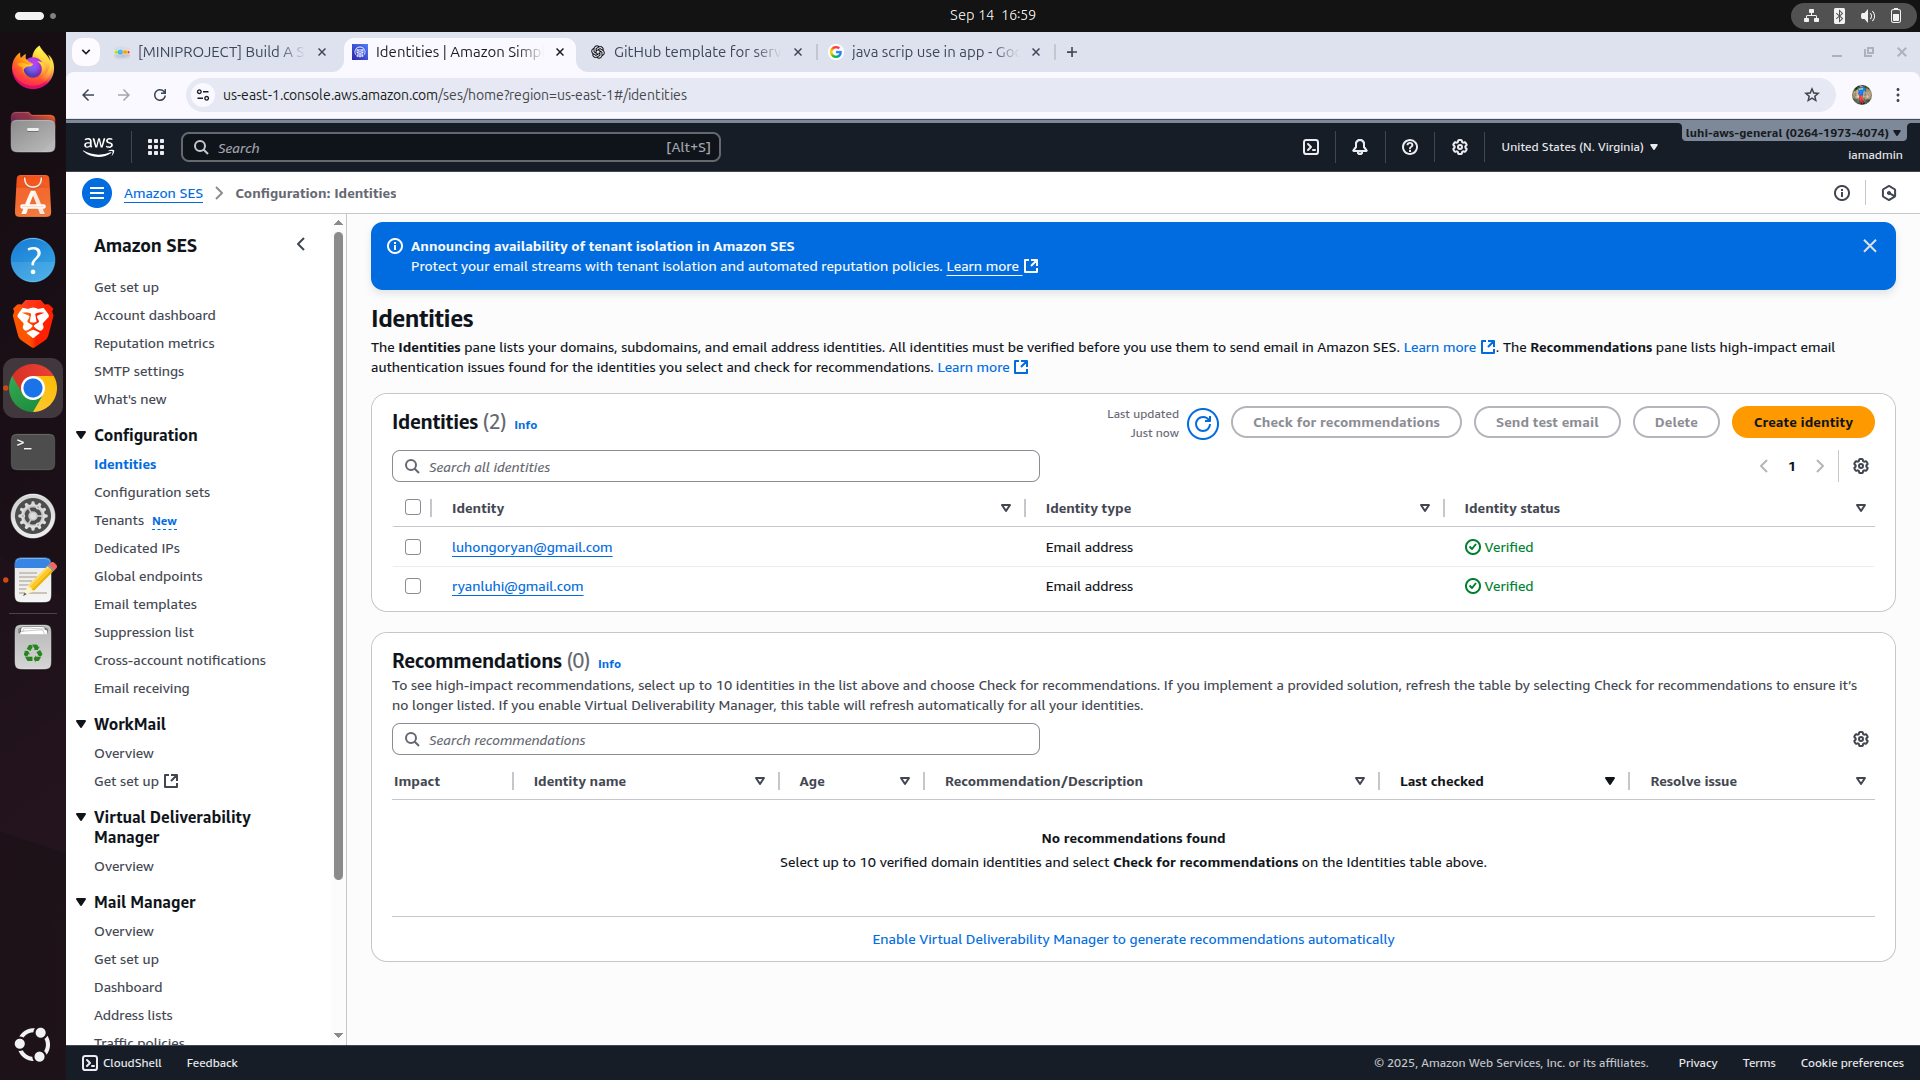 Sep 14 16:59
[MINIPROJECT] Build A S
Identities | Amazon Simp
GitHub template for serv
java scrip use in app - Goo
us-east-1.console.aws.amazon.com/ses/home?region=us-east-1#/identities
aws
Search
[Alt+S]
United States (N. Virginia)
luhi-aws-general (0264-1973-4074)
iamadmin
Amazon SES
Configuration: Identities
Amazon SES
Get set up
Account dashboard
Reputation metrics
SMTP settings
What's new
Configuration
Identities
Configuration sets
Tenants New
Dedicated IPs
Global endpoints
Email templates
Suppression list
Cross-account notifications
Email receiving
WorkMail
Overview
Get set up
Virtual Deliverability
Manager
Overview
Mail Manager
Overview
Get set up
Dashboard
Address lists
Traffic policies
Announcing availability of tenant isolation in Amazon SES
Protect your email streams with tenant isolation and automated reputation policies. Learn more
Identities
The Identities pane lists your domains, subdomains, and email address identities. All identities must be verified before you use them to send email in Amazon SES. Learn more . The Recommendations pane lists high-impact email
authentication issues found for the identities you select and check for recommendations. Learn more
Identities (2) Info
Last updated
Just now
Check for recommendations
Send test email
Delete
Create identity
Search all identities
1
Identity
Identity type
Identity status
luhongoryan@gmail.com
Email address
Verified
ryanluhi@gmail.com
Email address
Verified
Recommendations (0) Info
To see high-impact recommendations, select up to 10 identities in the list above and choose Check for recommendations. If you implement a provided solution, refresh the table by selecting Check for recommendations to ensure it's
no longer listed. If you enable Virtual Deliverability Manager, this table will refresh automatically for all your identities.
Search recommendations
Impact
Identity name
Age
Recommendation/Description
Last checked
Resolve issue
No recommendations found
Select up to 10 verified domain identities and select Check for recommendations on the Identities table above.
Enable Virtual Deliverability Manager to generate recommendations automatically
CloudShell
Feedback
© 2025, Amazon Web Services, Inc. or its affiliates.
Privacy
Terms
Cookie preferences